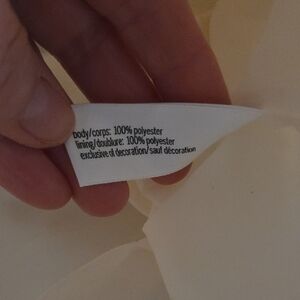 body/corps: 100% polyester
lining/doublure: 100% polyester
exclusive of decoration/sauf décoration